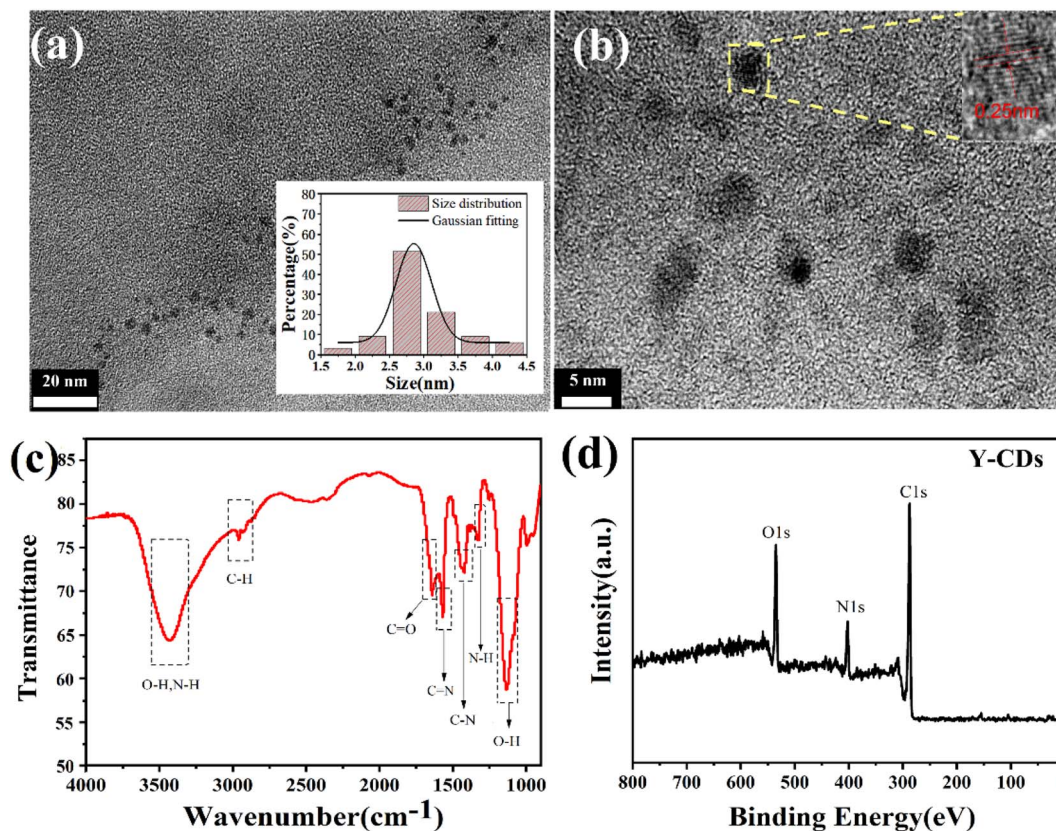 (a)
80
70
60
50
40
30
20
10
0
Percentage(%)
Size distribution
Gaussian fitting
1.5 2.0 2.5 3.0 3.5 4.0 4.5
Size(nm)
20 nm
(b)
0.25nm
5 nm
(c)
85
80
75
70
65
60
55
50
Transmittance
O-H,N-H
C-H
C=O
C=N
C-N
N-H
O-H
4000 3500 3000 2500 2000 1500 1000
Wavenumber(cm-1)
(d)
Y-CDs
C1s
O1s
N1s
Intensity(a.u.)
800 700 600 500 400 300 200 100
Binding Energy(eV)